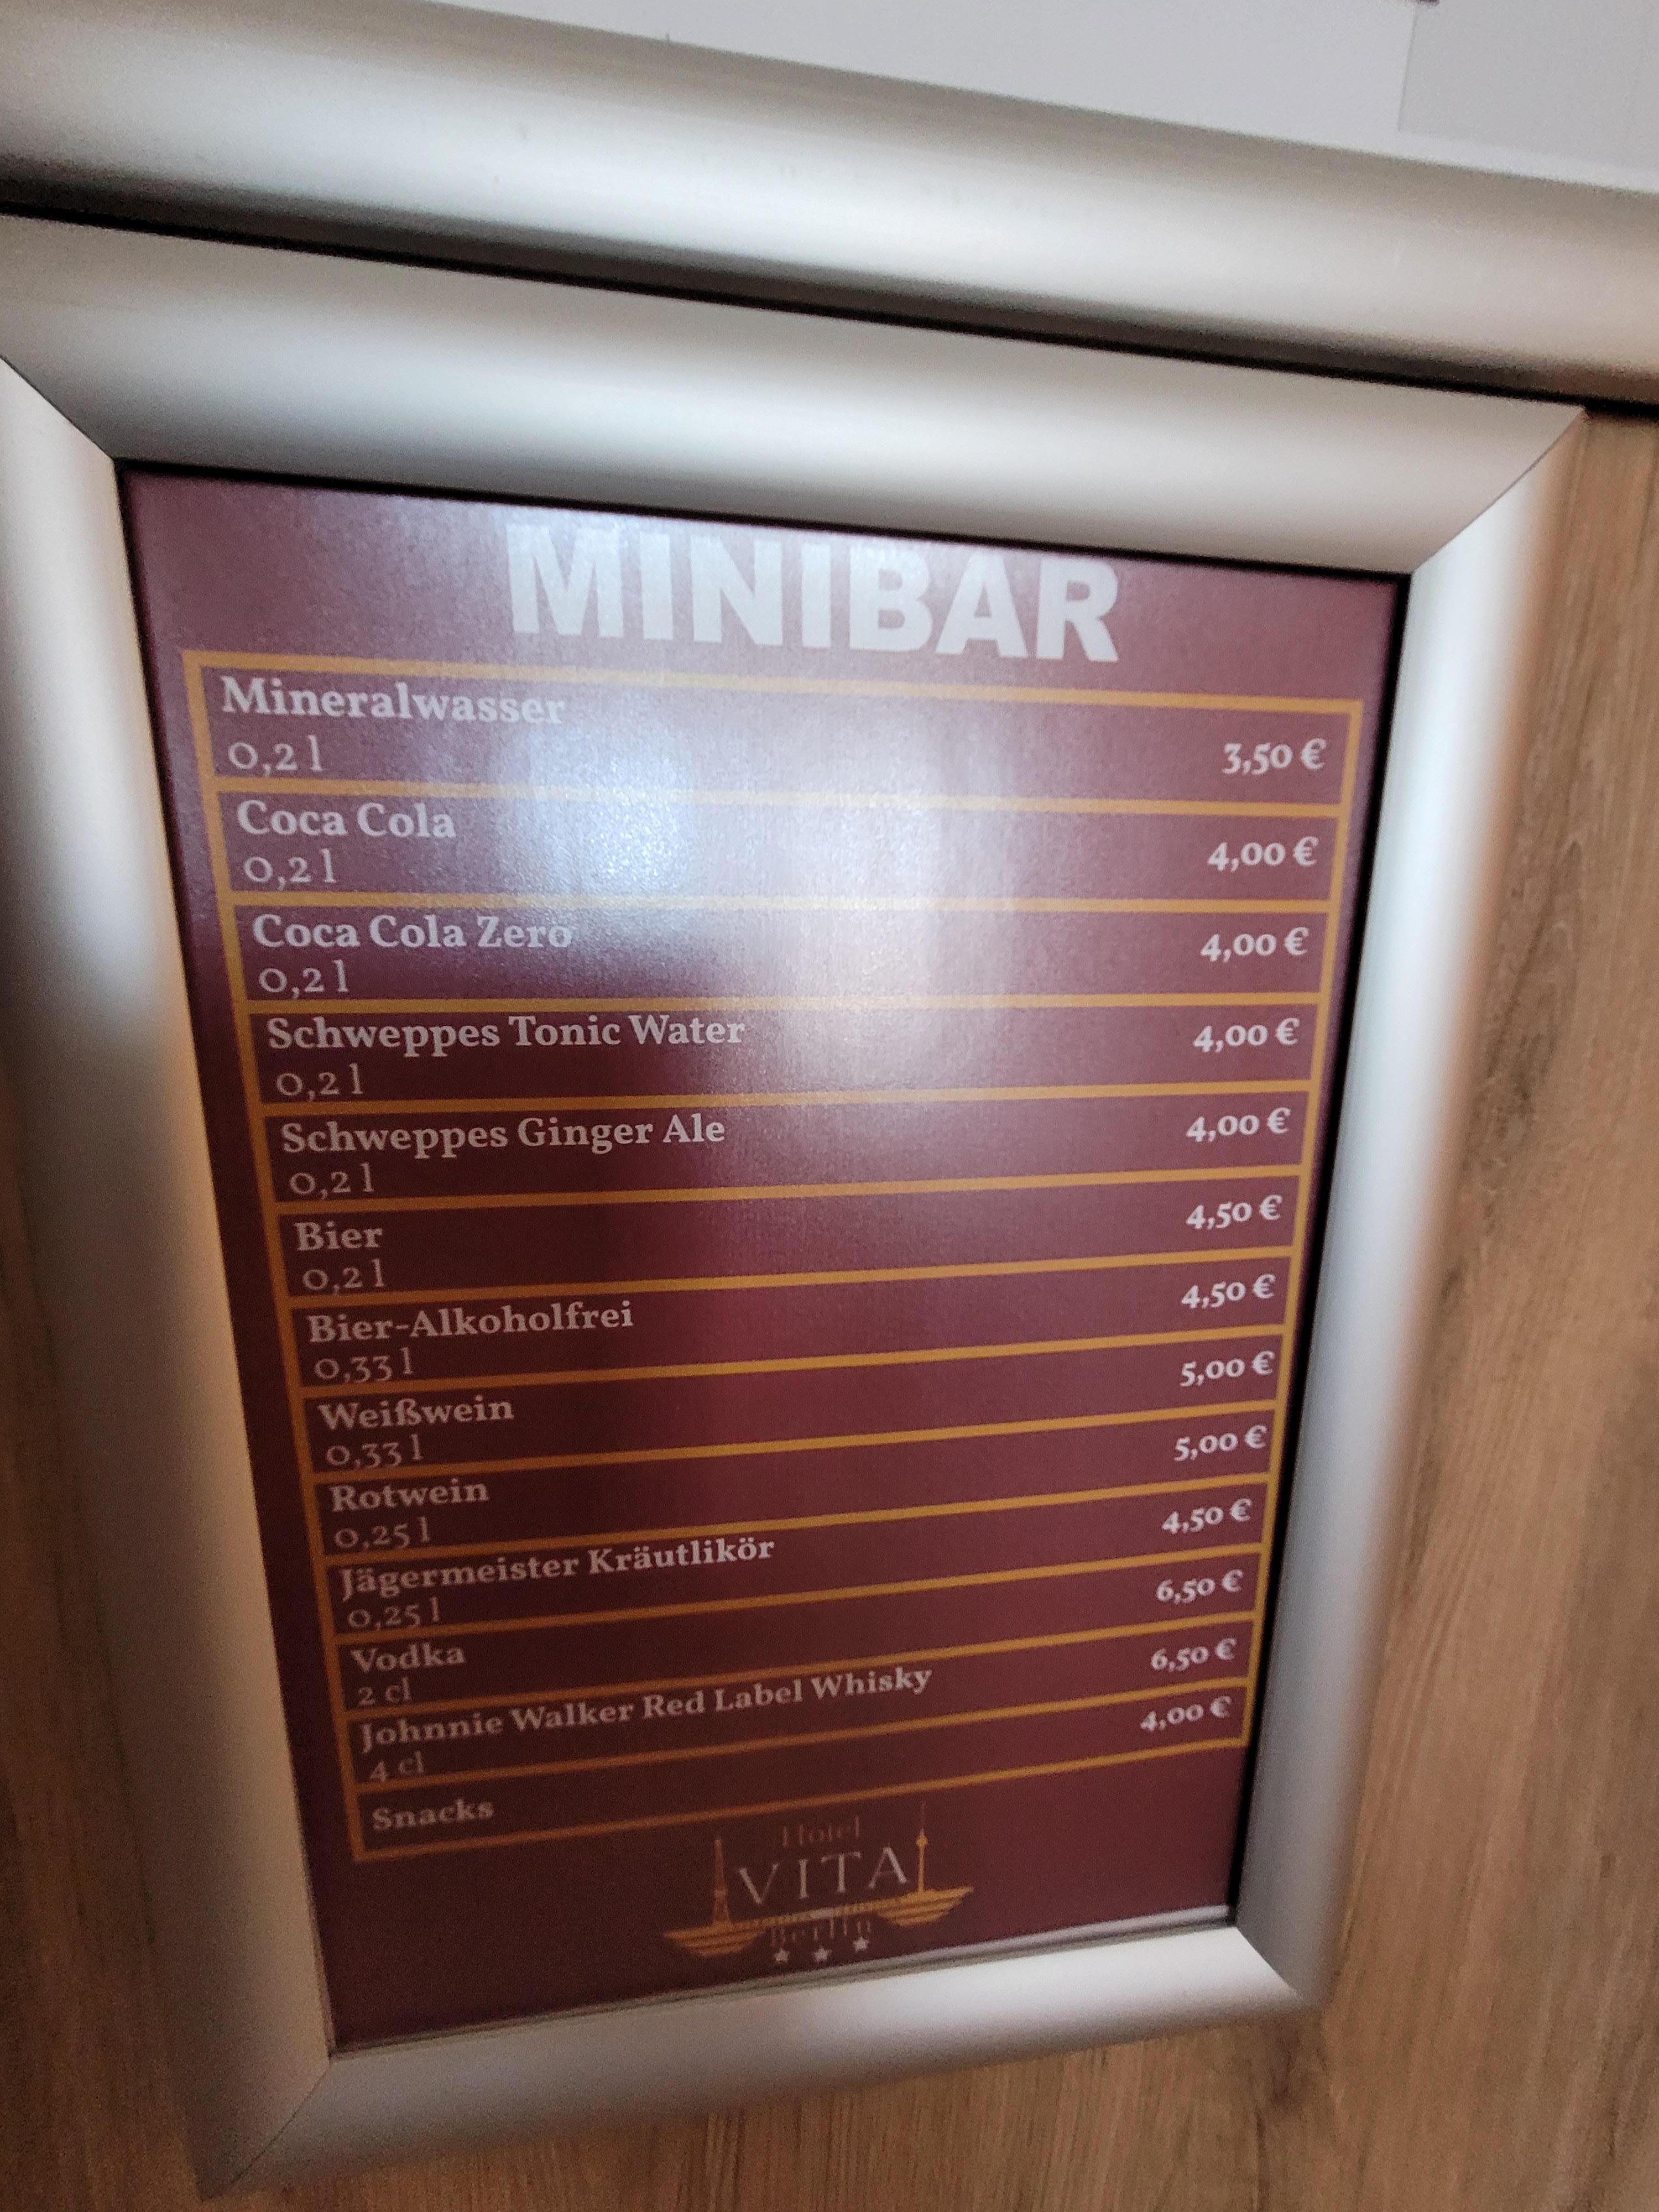 MINIBAR
Mineralwasser
0,2 l 3,50 €
Coca Cola
0,2 l 4,00 €
Coca Cola Zero
0,2 l 4,00 €
Schweppes Tonic Water
0,2 l 4,00 €
Schweppes Ginger Ale
0,2 l 4,00 €
Bier
0,2 l 4,50 €
Bier-Alkoholfrei
0,33 l 4,50 €
Weißwein
0,33 l 5,00 €
Rotwein
0,25 l 5,00 €
Jägermeister Kräutlikör
0,25 l 4,50 €
Vodka
2 cl 6,50 €
Johnnie Walker Red Label Whisky
4 cl 6,50 €
Snacks 4,00 €
Hotel
VITA
Berlin